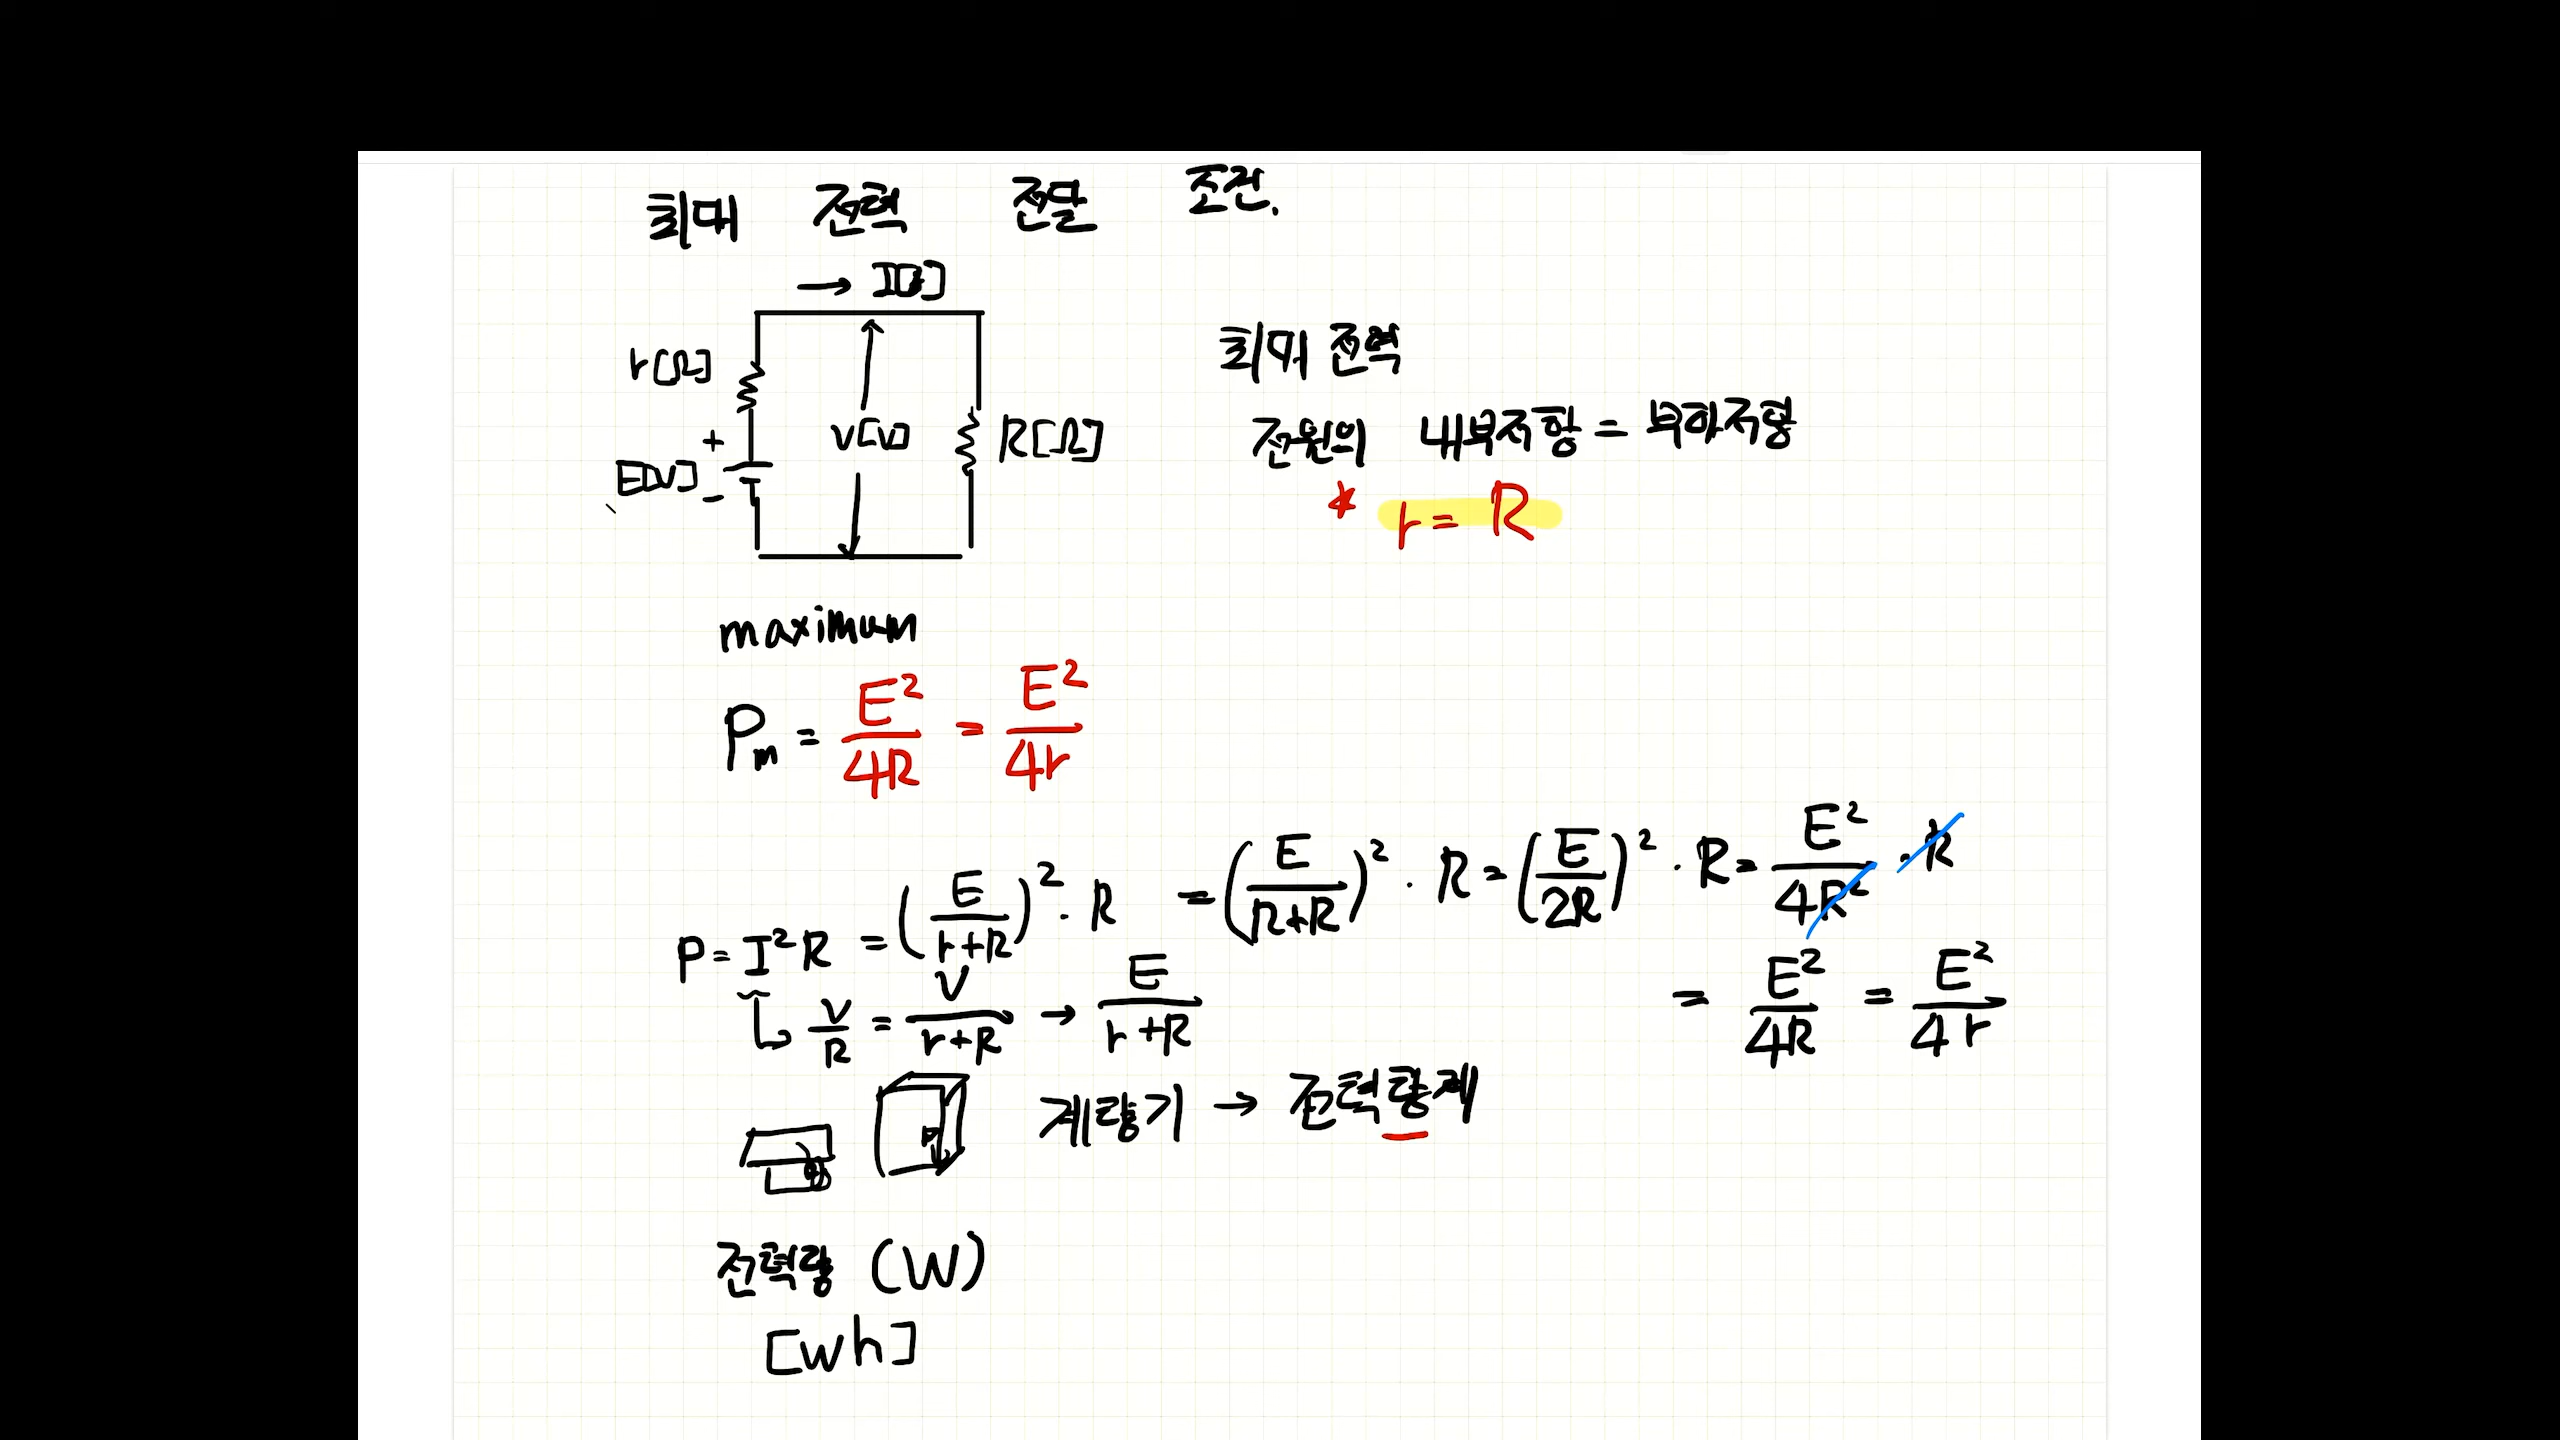 최대 전력 전달 조건.
→ I[A]
r[Ω]
+
E[V]
-
V[V]
R[Ω]
최대 전력
전원의 내부저항 = 부하저항
* r = R
maximum
Pm = E²/4R = E²/4r
P = I²R = (E/r+R)² · R = (E/R+R)² · R = (E/2R)² · R = E²/4R² · R
= E²/4R = E²/4r
↳ V/R = V/r+R → E/r+R
계량기 → 전력량계
전력량 (W)
[wh]